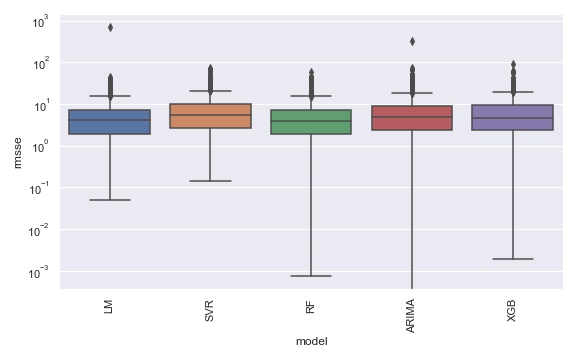 10³
10²
10¹
10⁰
10⁻¹
10⁻²
10⁻³
rmsse
LM
SVR
RF
ARIMA
XGB
model